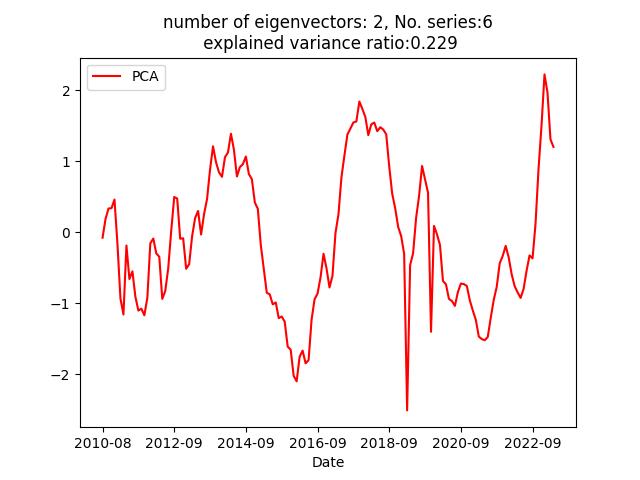 number of eigenvectors: 2, No. series:6
explained variance ratio:0.229
PCA
2
1
0
−1
−2
2010-08 2012-09 2014-09 2016-09 2018-09 2020-09 2022-09
Date